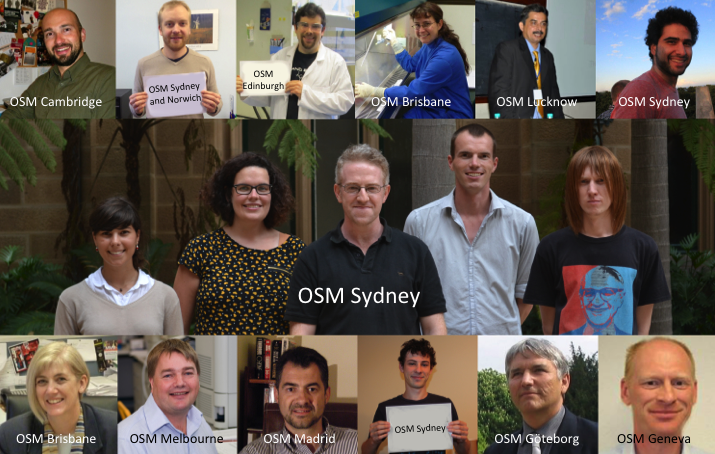 OSM Cambridge
OSM Sydney
and Norwich
OSM
Edinburgh
OSM Brisbane
OSM Lucknow
OSM Sydney
OSM Sydney
OSM Brisbane
OSM Melbourne
OSM Madrid
OSM Sydney
OSM Göteborg
OSM Geneva